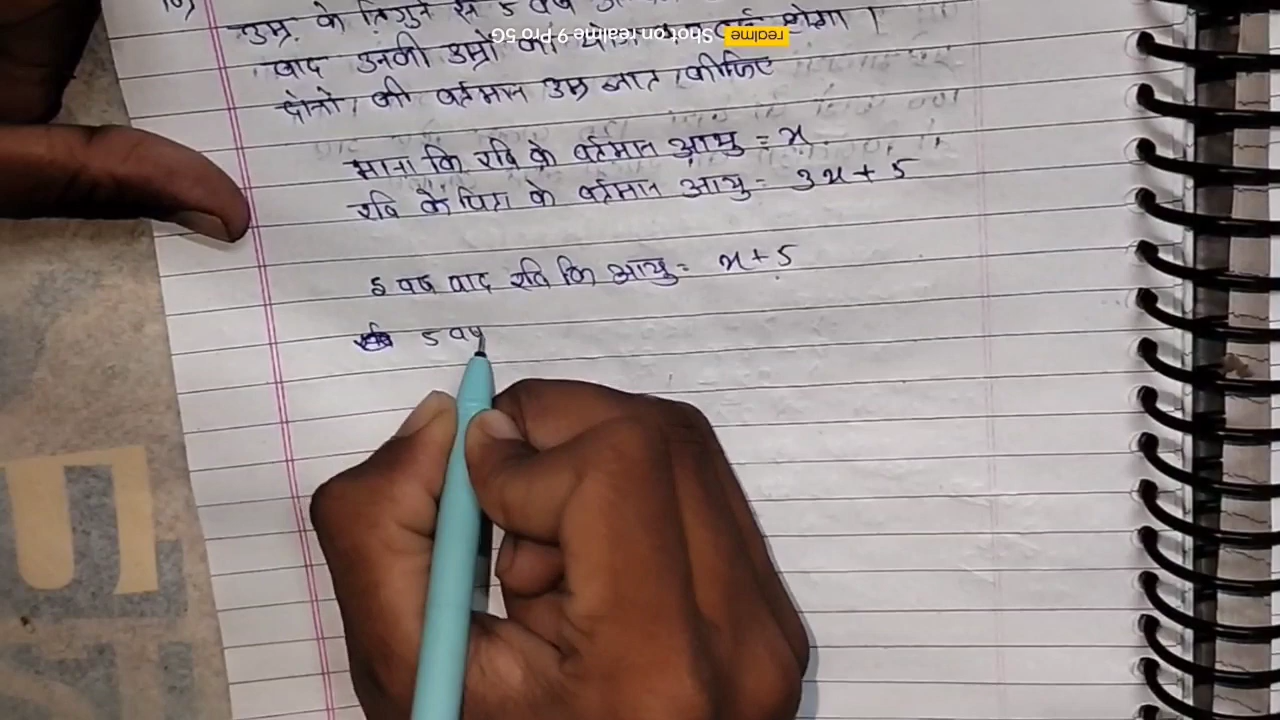 उम्र के तिगुने से 5 वर्ष
बाद उनकी उम्रों का योग होगा ।
दोनो की वर्तमान उम्र ज्ञात कीजिए
माना कि रवि के वर्तमान आयु = x
रवि के पिता के वर्तमान आयु = 3x + 5
5 वर्ष बाद रवि कि आयु = x + 5
5 वर्ष
realme Shot on realme 9 Pro 5G